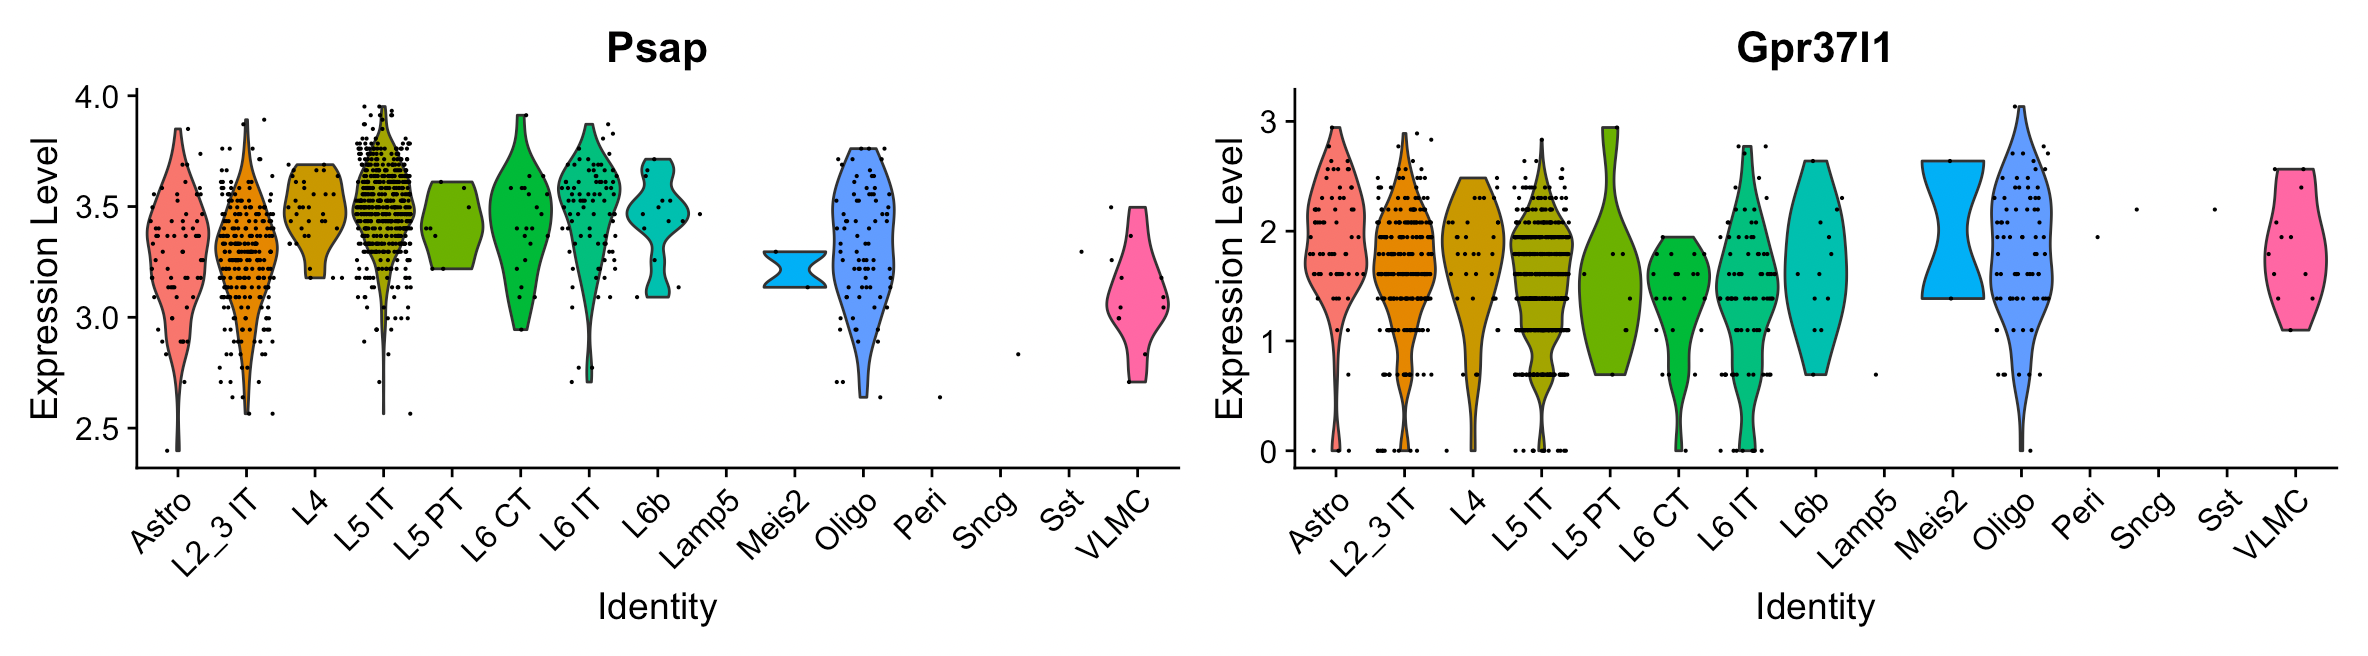 Psap
Expression Level
4.0
3.5
3.0
2.5
Astro
L2_3 IT
L4
L5 IT
L5 PT
L6 CT
L6 IT
L6b
Lamp5
Meis2
Oligo
Peri
Sncg
Sst
VLMC
Identity
Gpr37l1
Expression Level
3
2
1
0
Astro
L2_3 IT
L4
L5 IT
L5 PT
L6 CT
L6 IT
L6b
Lamp5
Meis2
Oligo
Peri
Sncg
Sst
VLMC
Identity